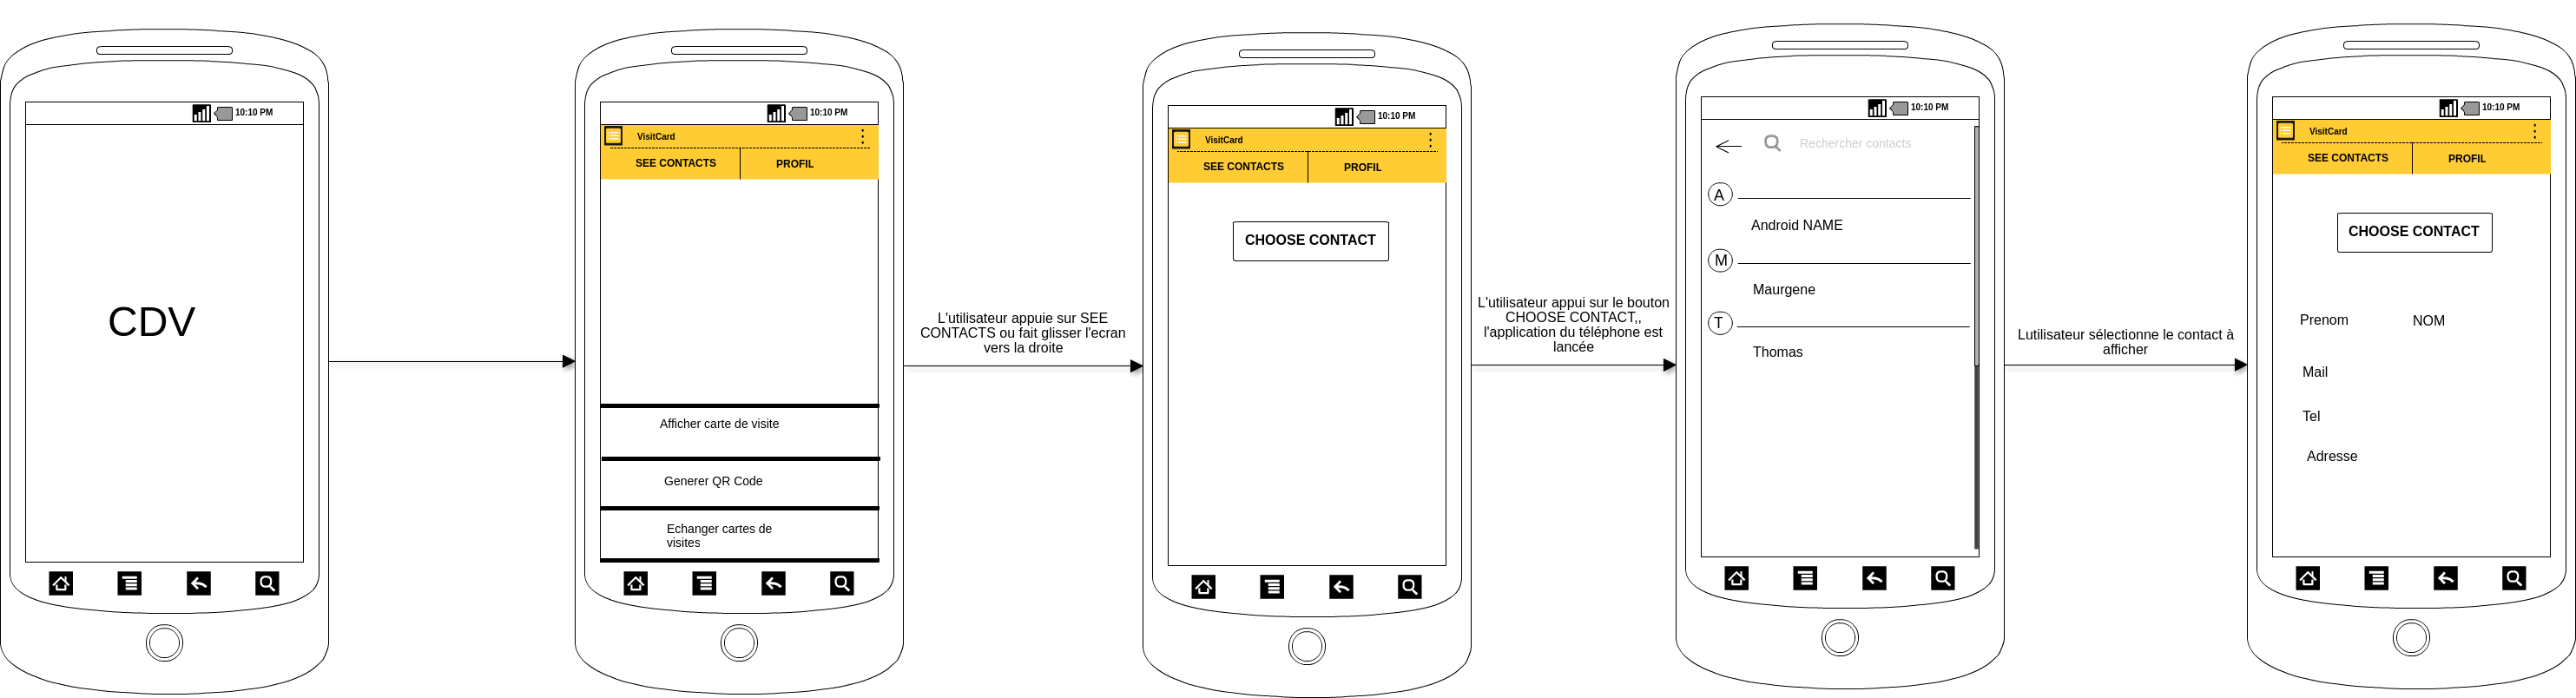 10:10 PM
CDV
10:10 PM
VisitCard
SEE CONTACTS
PROFIL
Afficher carte de visite
Generer QR Code
Echanger cartes de
visites
L'utilisateur appuie sur SEE
CONTACTS ou fait glisser l'ecran
vers la droite
10:10 PM
VisitCard
SEE CONTACTS
PROFIL
CHOOSE CONTACT
L'utilisateur appui sur le bouton
CHOOSE CONTACT,,
l'application du téléphone est
lancée
10:10 PM
Rechercher contacts
A
Android NAME
M
Maurgene
T
Thomas
Lutilisateur sélectionne le contact à
afficher
10:10 PM
VisitCard
SEE CONTACTS
PROFIL
CHOOSE CONTACT
Prenom
NOM
Mail
Tel
Adresse